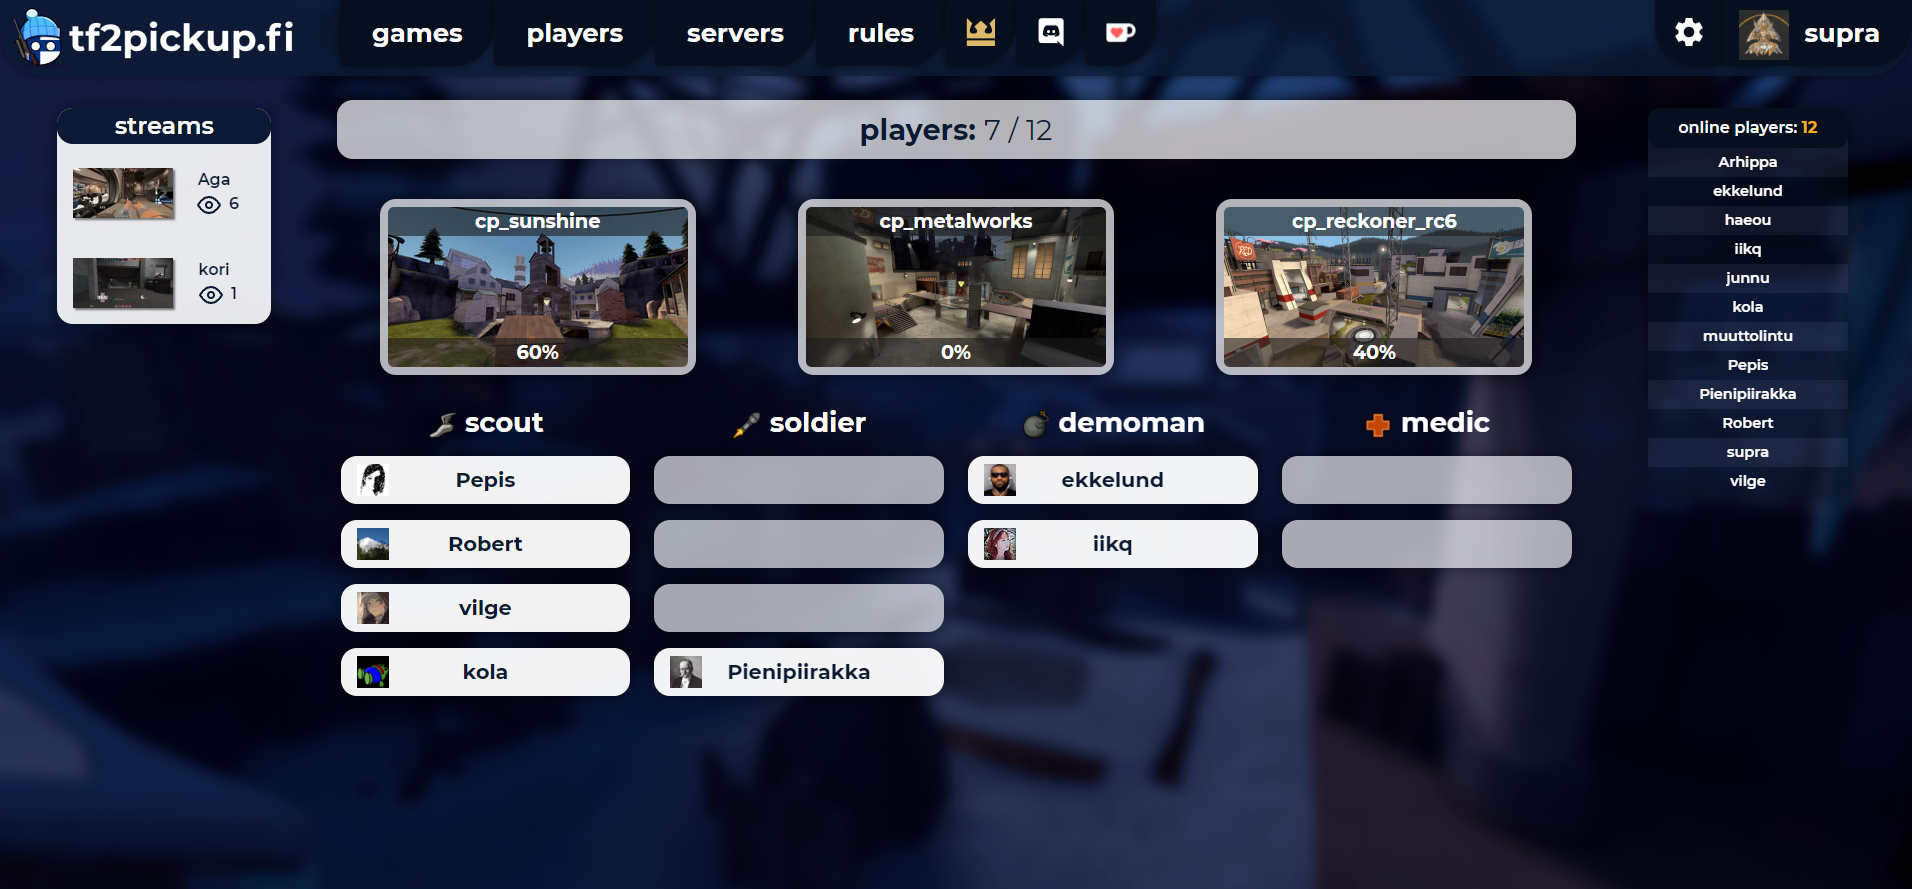 tf2pickup.fi
games
players
servers
rules
supra
streams
Aga
6
kori
1
players: 7 / 12
cp_sunshine
60%
cp_metalworks
0%
cp_reckoner_rc6
40%
scout
Pepis
Robert
vilge
kola
soldier
Pienipiirakka
demoman
ekkelund
iikq
medic
online players: 12
Arhippa
ekkelund
haeou
iikq
junnu
kola
muuttolintu
Pepis
Pienipiirakka
Robert
supra
vilge